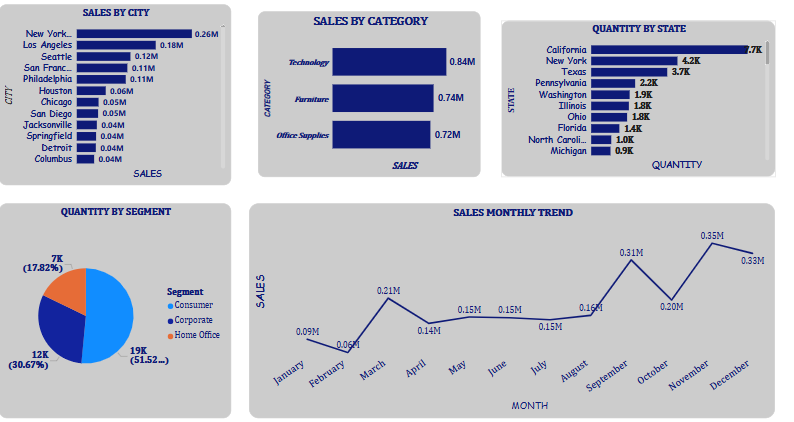 SALES BY CITY
New York...
0.26M
Los Angeles
0.18M
Seattle
0.12M
San Franc...
0.11M
Philadelphia
0.11M
Houston
0.06M
Chicago
0.05M
San Diego
0.05M
Jacksonville
0.04M
Springfield
0.04M
Detroit
0.04M
Columbus
0.04M
CITY
SALES
SALES BY CATEGORY
Technology
0.84M
Furniture
0.74M
Office Supplies
0.72M
CATEGORY
SALES
QUANTITY BY STATE
California
7.7K
New York
4.2K
Texas
3.7K
Pennsylvania
2.2K
Washington
1.9K
Illinois
1.8K
Ohio
1.8K
Florida
1.4K
North Caroli...
1.0K
Michigan
0.9K
STATE
QUANTITY
QUANTITY BY SEGMENT
7K
(17.82%)
12K
(30.67%)
19K
(51.52...)
Segment
Consumer
Corporate
Home Office
SALES MONTHLY TREND
SALES
0.09M
0.06M
0.21M
0.14M
0.15M
0.15M
0.15M
0.16M
0.31M
0.20M
0.35M
0.33M
January
February
March
April
May
June
July
August
September
October
November
December
MONTH